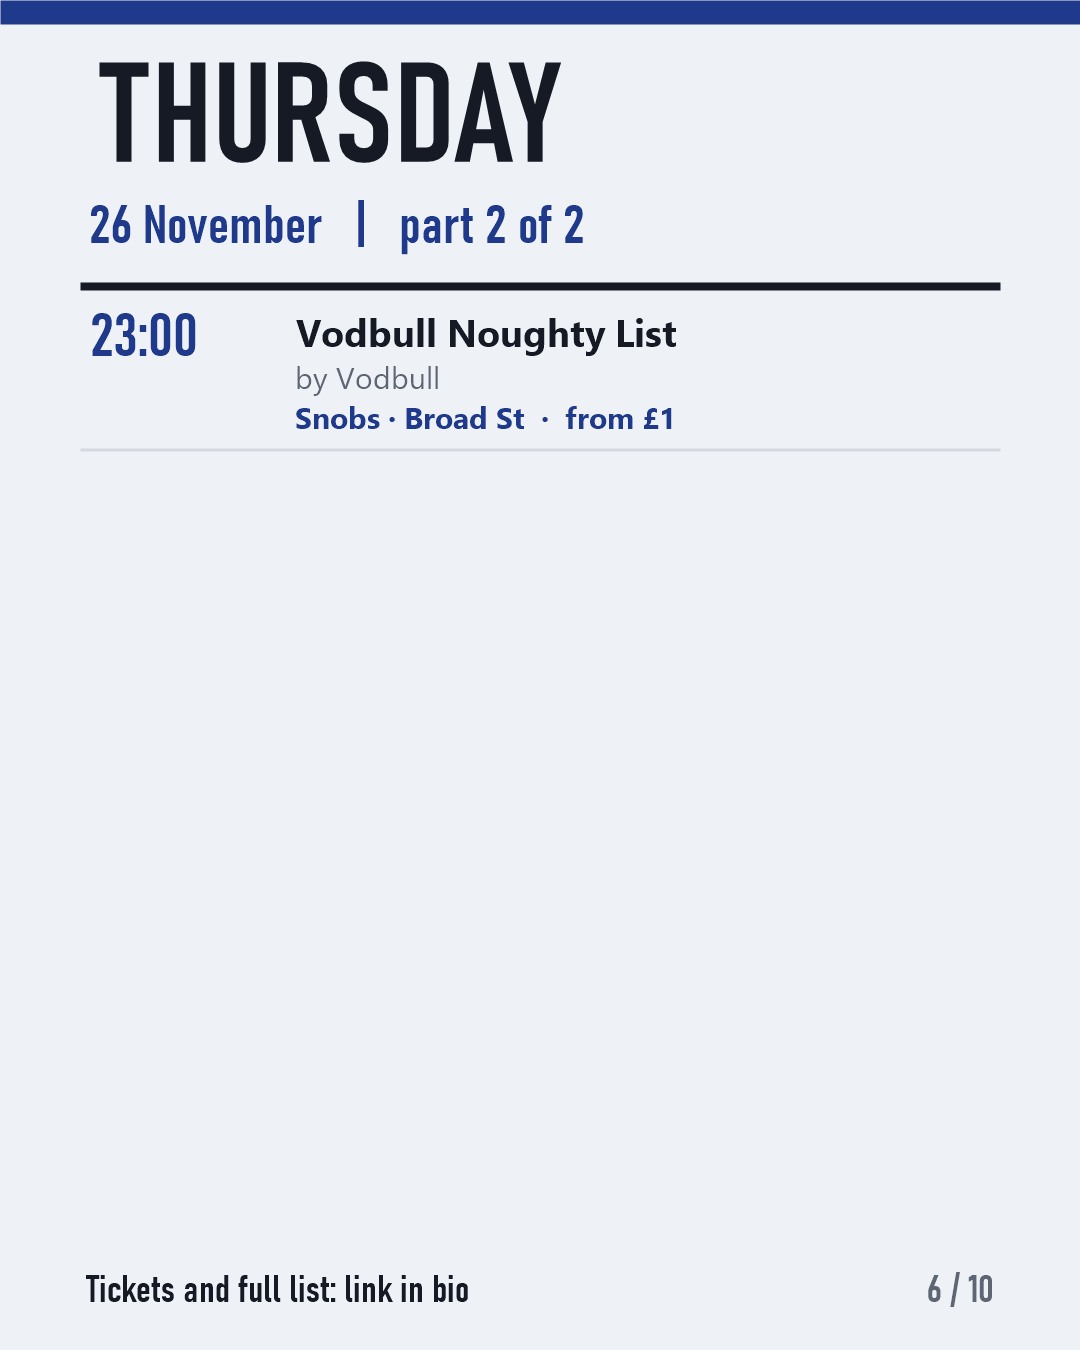 THURSDAY
26 November | part 2 of 2
23:00
Vodbull Noughty List
by Vodbull
Snobs · Broad St · from £1
Tickets and full list: link in bio
6 / 10